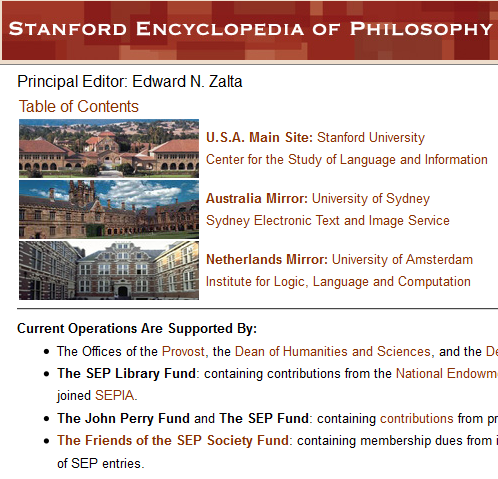 STANFORD ENCYCLOPEDIA OF PHILOSOPHY
Principal Editor: Edward N. Zalta
Table of Contents
U.S.A. Main Site: Stanford University
Center for the Study of Language and Information
Australia Mirror: University of Sydney
Sydney Electronic Text and Image Service
Netherlands Mirror: University of Amsterdam
Institute for Logic, Language and Computation
Current Operations Are Supported By:
• The Offices of the Provost, the Dean of Humanities and Sciences, and the De
• The SEP Library Fund: containing contributions from the National Endowm
joined SEPIA.
• The John Perry Fund and The SEP Fund: containing contributions from pr
• The Friends of the SEP Society Fund: containing membership dues from i
of SEP entries.